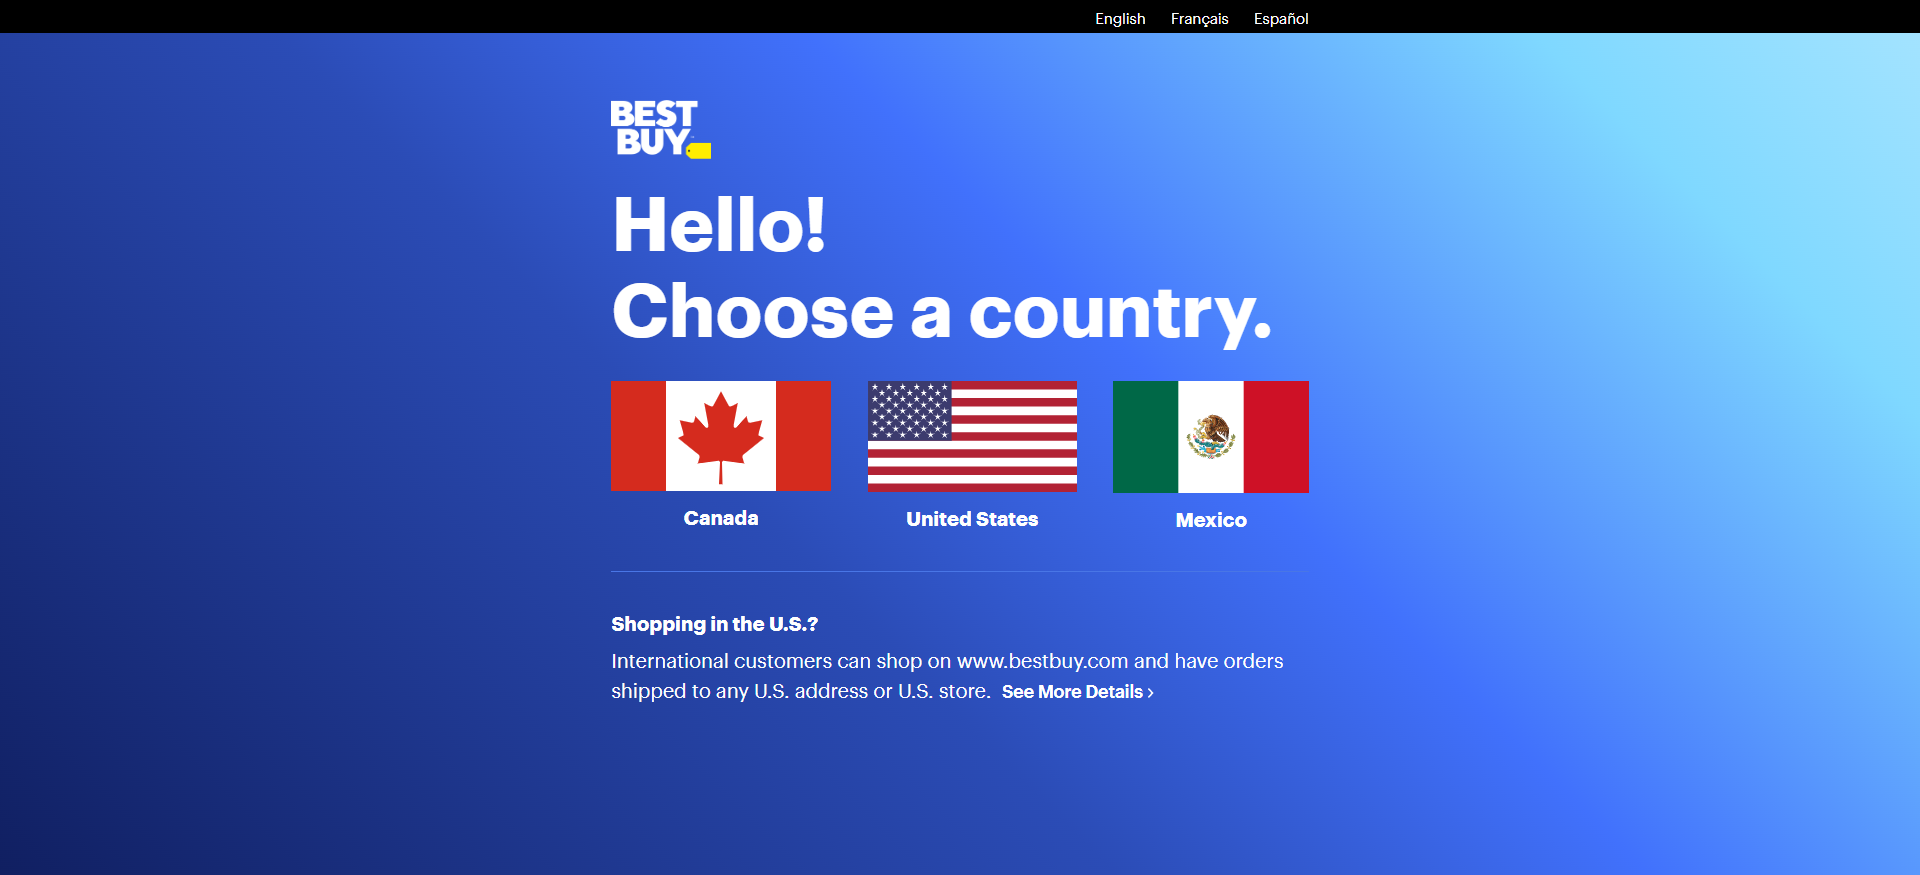 English Français Español
BEST
BUY
Hello!
Choose a country.
Canada United States Mexico
Shopping in the U.S.?
International customers can shop on www.bestbuy.com and have orders
shipped to any U.S. address or U.S. store. See More Details ›